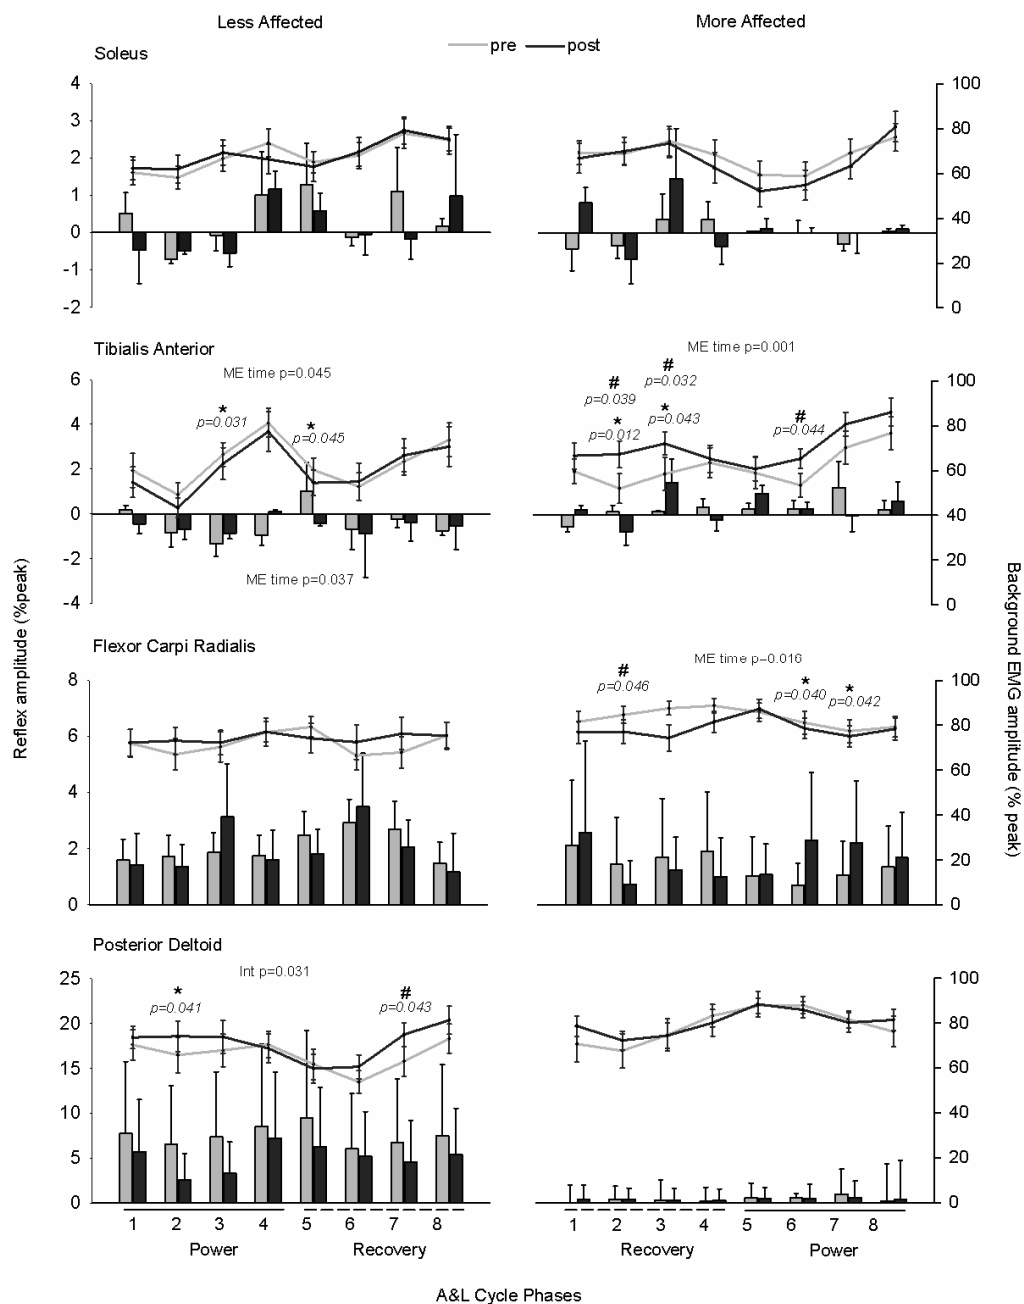 Less Affected
More Affected
pre
post
Soleus
4
3
2
1
0
-1
-2
100
80
60
40
20
0
Tibialis Anterior
ME time p=0.045
ME time p=0.001
6
4
2
0
-2
-4
*
p=0.031
*
p=0.045
ME time p=0.037
#
p=0.039
*
p=0.012
#
p=0.032
*
p=0.043
#
p=0.044
100
80
60
40
20
0
Reflex amplitude (%peak)
Background EMG amplitude (% peak)
Flexor Carpi Radialis
ME time p=0.016
8
6
4
2
0
#
p=0.046
*
p=0.040
*
p=0.042
100
80
60
40
20
0
Posterior Deltoid
Int p=0.031
25
20
15
10
5
0
*
p=0.041
#
p=0.043
100
80
60
40
20
0
1 2 3 4 5 6 7 8
Power Recovery
1 2 3 4 5 6 7 8
Recovery Power
A&L Cycle Phases